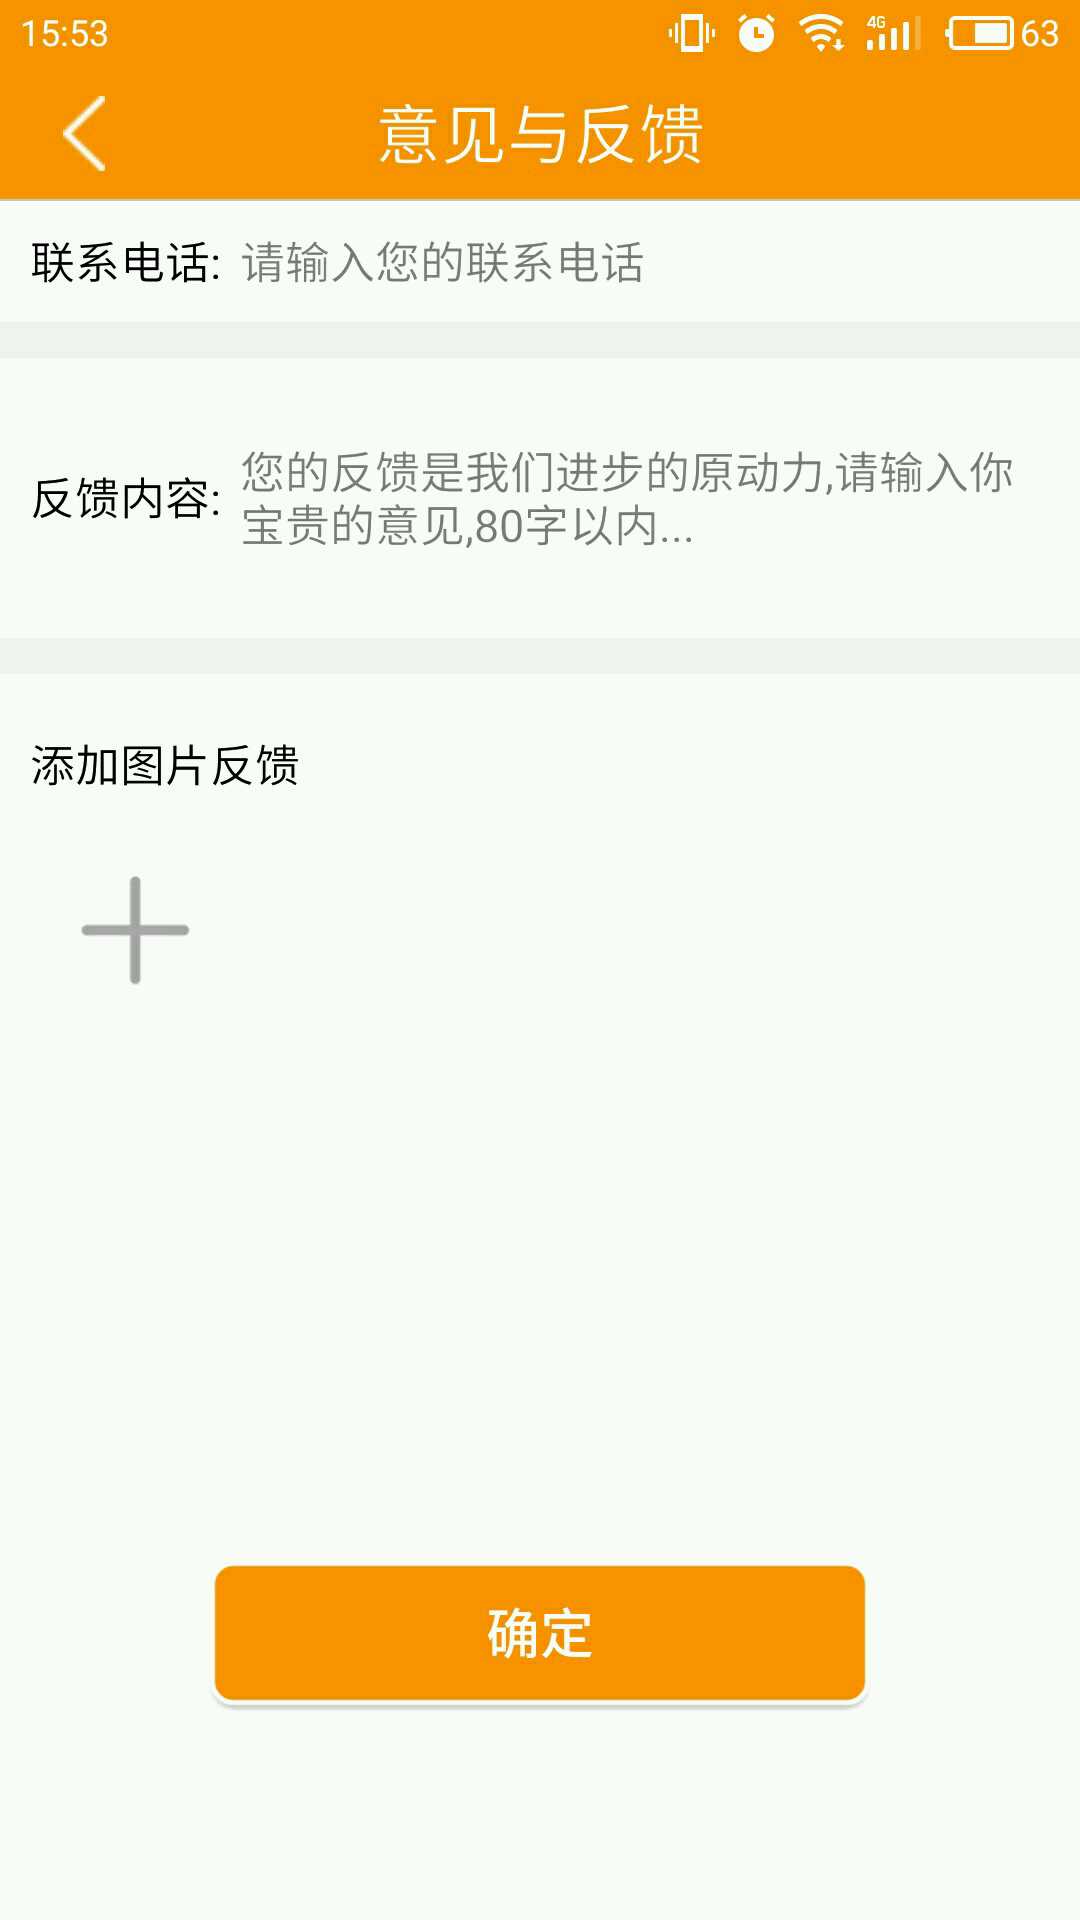 15:53 4G 63
意见与反馈
联系电话: 请输入您的联系电话
反馈内容: 您的反馈是我们进步的原动力,请输入你
宝贵的意见,80字以内...
添加图片反馈
确定